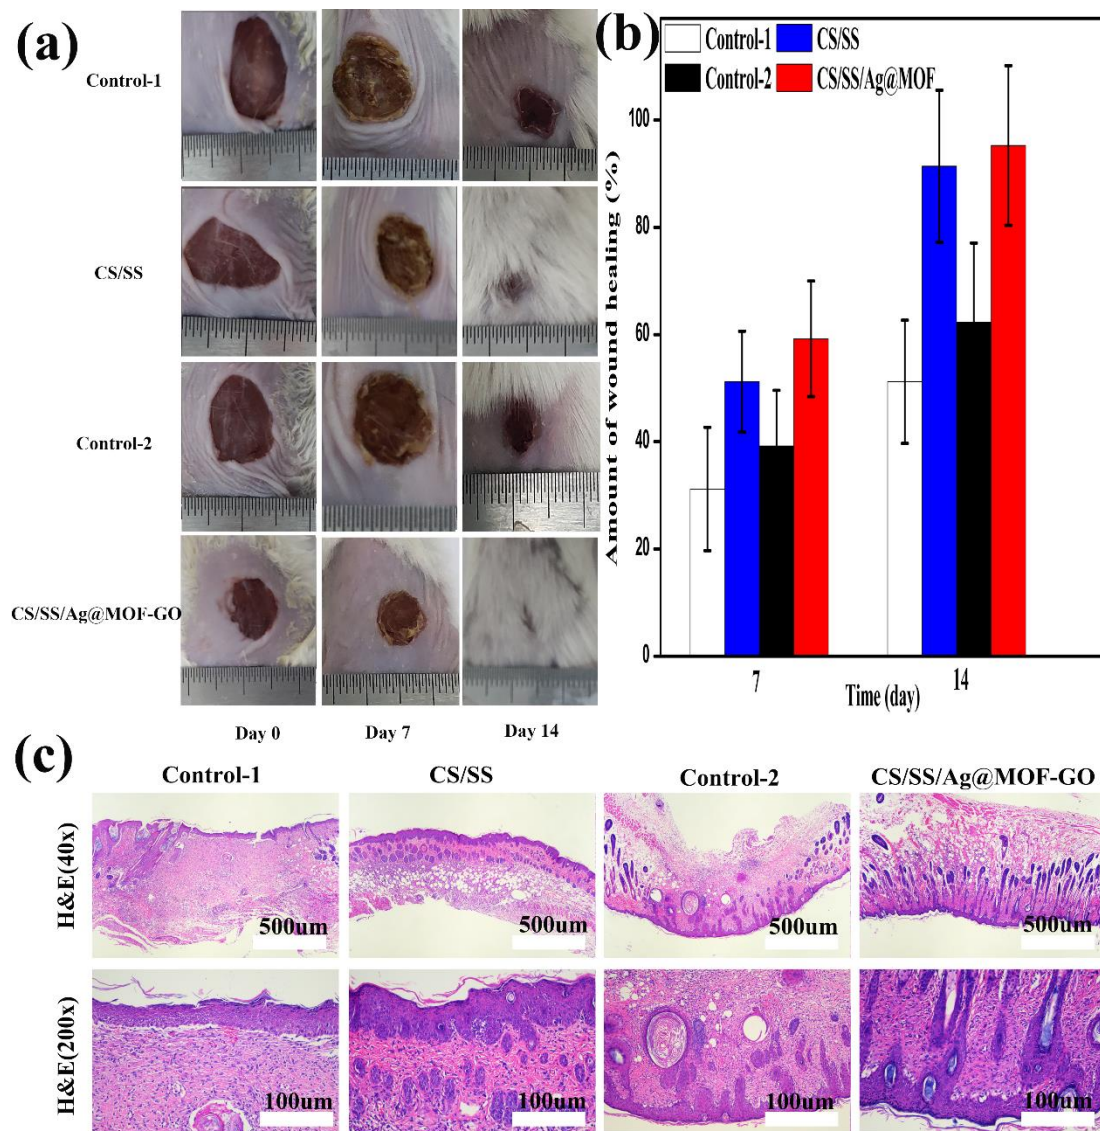 (a)
Control-1
CS/SS
Control-2
CS/SS/Ag@MOF-GO
Day 0
Day 7
Day 14
(b)
Control-1
CS/SS
Control-2
CS/SS/Ag@MOF
Amount of wound healing (%)
100
80
60
40
20
0
7
14
Time (day)
(c)
Control-1
CS/SS
Control-2
CS/SS/Ag@MOF-GO
H&E(40x)
500um
500um
500um
500um
H&E(200x)
100um
100um
100um
100um